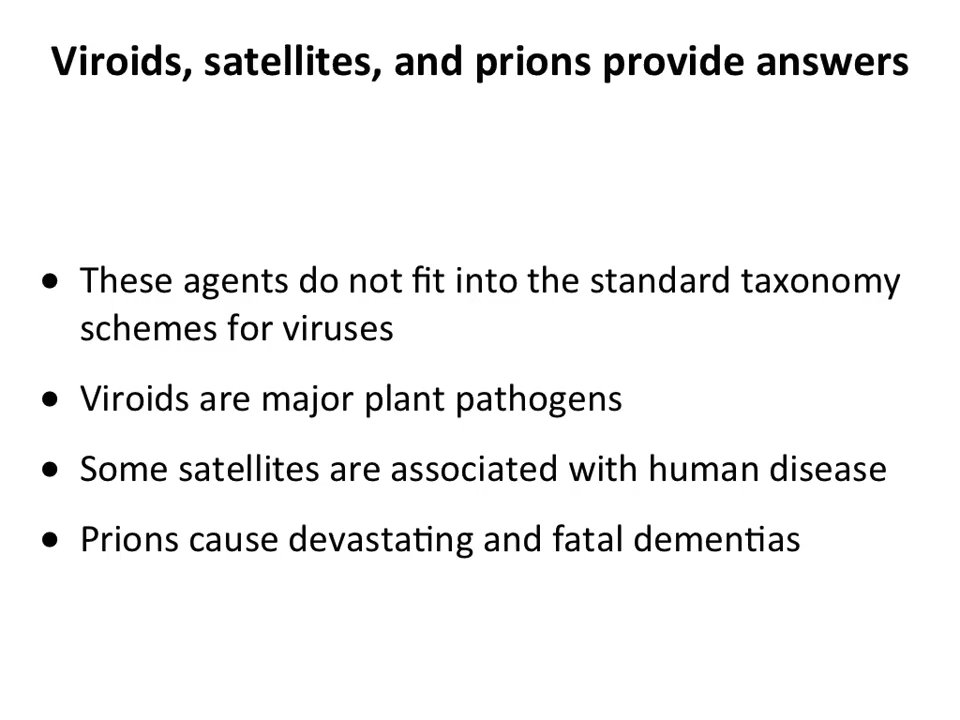 Viroids, satellites, and prions provide answers
• These agents do not fit into the standard taxonomy
schemes for viruses
• Viroids are major plant pathogens
• Some satellites are associated with human disease
• Prions cause devastating and fatal dementias